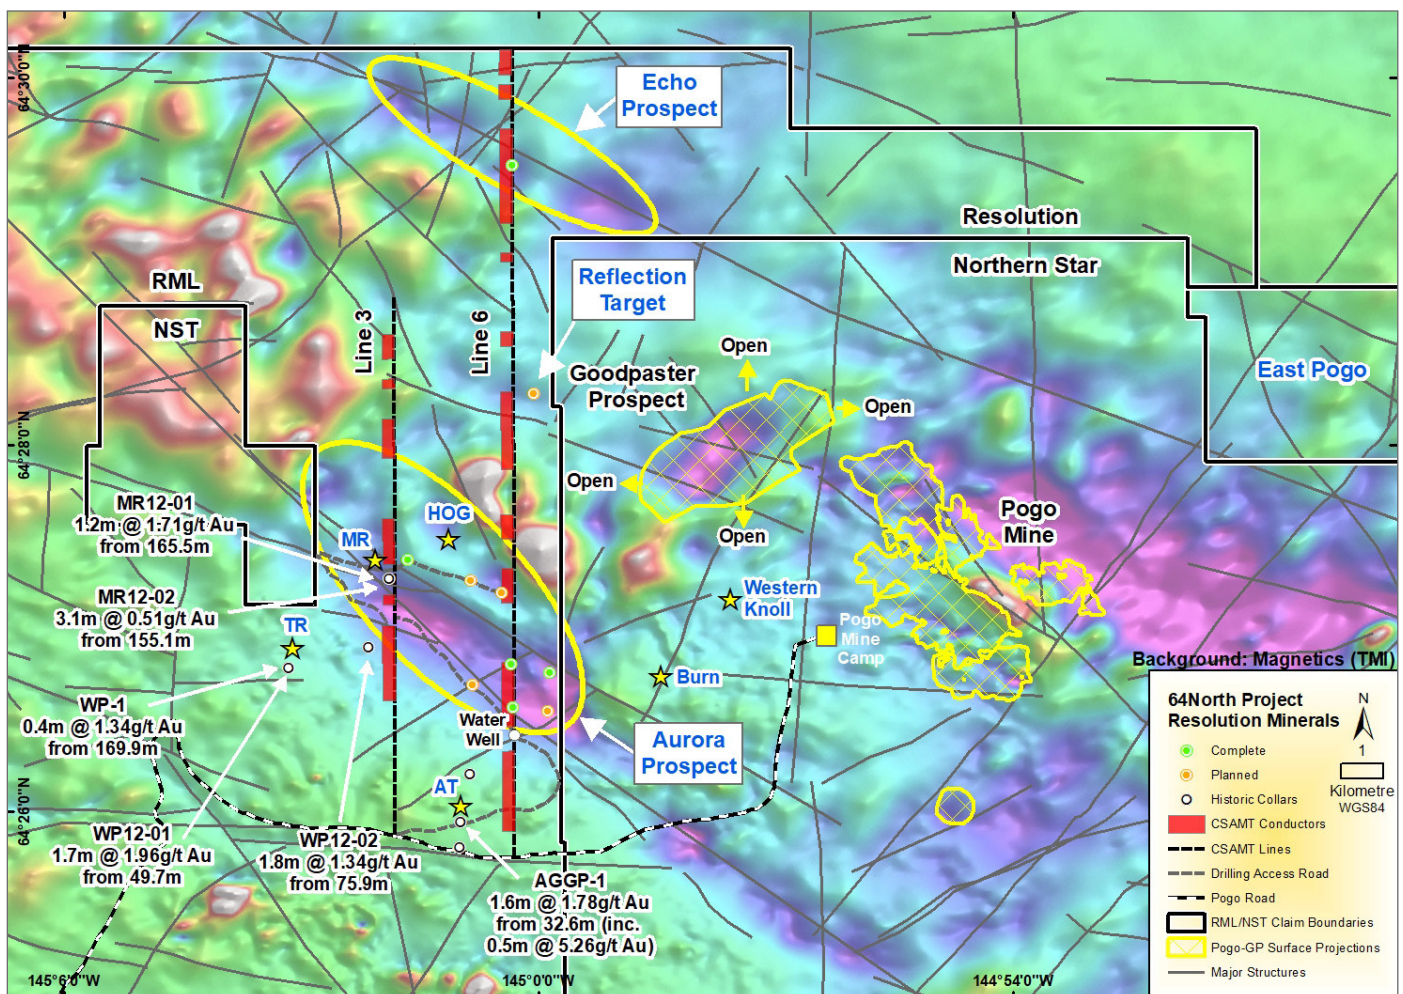 64°30'0"N
64°28'0"N
64°26'0"N
Echo
Prospect
Resolution
Northern Star
RML
NST
Reflection
Target
Line 3
Line 6
Goodpaster
Prospect
Open
Open
Open
Open
East Pogo
MR12-01
1.2m @ 1.71g/t Au
from 165.5m
HOG
MR
Pogo
Mine
MR12-02
3.1m @ 0.51g/t Au
from 155.1m
TR
Western
Knoll
Pogo
Mine
Camp
Burn
WP-1
0.4m @ 1.34g/t Au
from 169.9m
Water
Well
Aurora
Prospect
AT
WP12-01
1.7m @ 1.96g/t Au
from 49.7m
WP12-02
1.8m @ 1.34g/t Au
from 75.9m
AGGP-1
1.6m @ 1.78g/t Au
from 32.6m (inc.
0.5m @ 5.26g/t Au)
Background: Magnetics (TMI)
64North Project
Resolution Minerals
N
1
Kilometre
WGS84
Complete
Planned
Historic Collars
CSAMT Conductors
CSAMT Lines
Drilling Access Road
Pogo Road
RML/NST Claim Boundaries
Pogo-GP Surface Projections
Major Structures
145°6'0"W
145°0'0"W
144°54'0"W